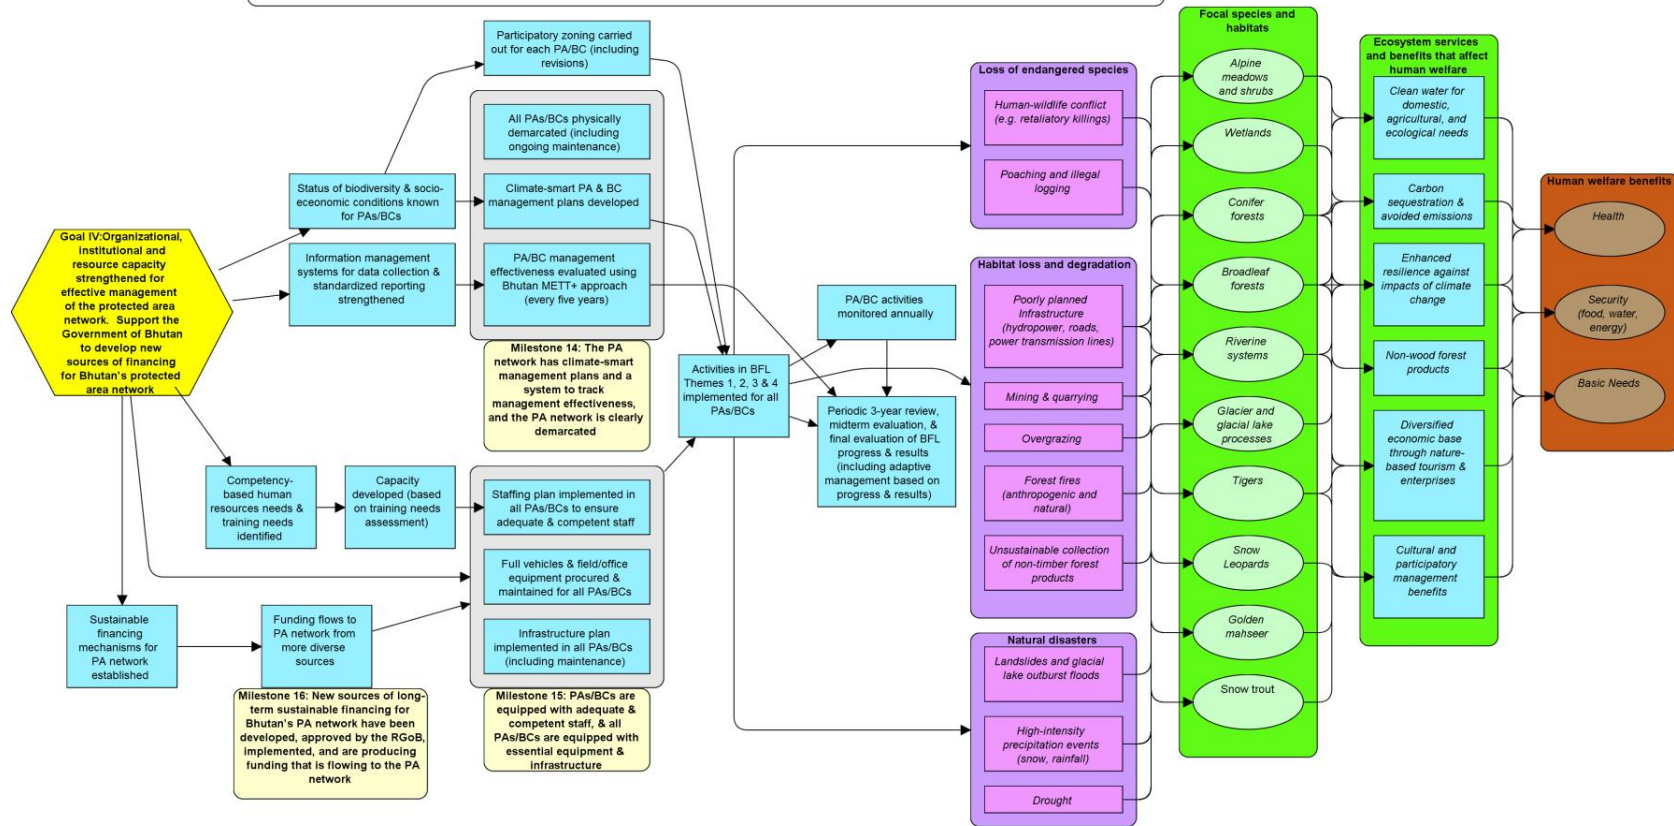 Goal IV:Organizational,
institutional and
resource capacity
strengthened for
effective management
of the protected area
network.  Support the
Government of Bhutan
to develop new
sources of financing
for Bhutan's protected
area network
Status of biodiversity & socio-
econonic conditions known
for PAs/BCs
Information management
systems for data collection &
standardized reporting
strengthened
Competency-
based human
resources needs &
training needs
identified
Capacity
developed (based
on training needs
assessment)
Sustainable
financing
mechanisms for
PA network
established
Funding flows to
PA network from
more diverse
sources
Milestone 16: New sources of long-
term sustainable financing for
Bhutan's PA network have been
developed, approved by the RGoB,
implemented, and are producing
funding that is flowing to the PA
network
Participatory zoning carried
out for each PA/BC (including
revisions)
All PAs/BCs physically
demarcated (including
ongoing maintenance)
Climate-smart PA & BC
management plans developed
PA/BC management
effectiveness evaluated using
Bhutan METT+ approach
(every five years)
Milestone 14: The PA
network has climate-smart
management plans and a
system to track
management effectiveness,
and the PA network is clearly
demarcated
Staffing plan implemented in
all PAs/BCs to ensure
adequate & competent staff
Full vehicles & field/office
equipment procured &
maintained for all PAs/BCs
Infrastructure plan
implemented in all PAs/BCs
(including maintenance)
Milestone 15: PAs/BCs are
equipped with adequate &
competent staff, & all
PAs/BCs are equipped with
essential equipment &
infrastructure
Activities in BFL
Themes 1, 2, 3 & 4
implemented for all
PAs/BCs
PA/BC activities
monitored annually
Periodic 3-year review,
midterm evaluation, &
final evaluation of BFL
progress & results
(including adaptive
management based on
progress & results)
Loss of endangered species
Human-wildlife conflict
(e.g. retaliatory killings)
Poaching and illegal
logging
Habitat loss and degradation
Poorly planned
Infrastructure
(hydropower, roads,
power transmission lines)
Mining & quarrying
Overgrazing
Forest fires
(anthropogenic and
natural)
Unsustainable collection
of non-timber forest
products
Natural disasters
Landslides and glacial
lake outburst floods
High-intensity
precipitation events
(snow, rainfall)
Drought
Focal species and
habitats
Alpine
meadows
and shrubs
Wetlands
Conifer
forests
Broadleaf
forests
Riverine
systems
Glacier and
glacial lake
processes
Tigers
Snow
Leopards
Golden
mahseer
Snow trout
Ecosystem services
and benefits that affect
human welfare
Clean water for
domestic,
agricultural, and
ecological needs
Carbon
sequestration &
avoided emissions
Enhanced
resilience against
impacts of climate
change
Non-wood forest
products
Diversified
economic base
through nature-
based tourism &
enterprises
Cultural and
participatory
management
benefits
Human welfare benefits
Health
Security
(food, water,
energy)
Basic Needs